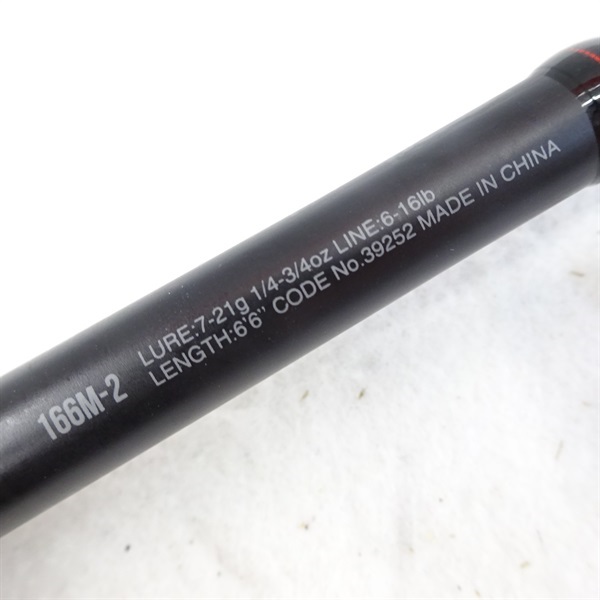 166M-2
LURE:7-21g 1/4-3/4oz LINE:6-16lb
LENGTH:6'6" CODE No.39252 MADE IN CHINA